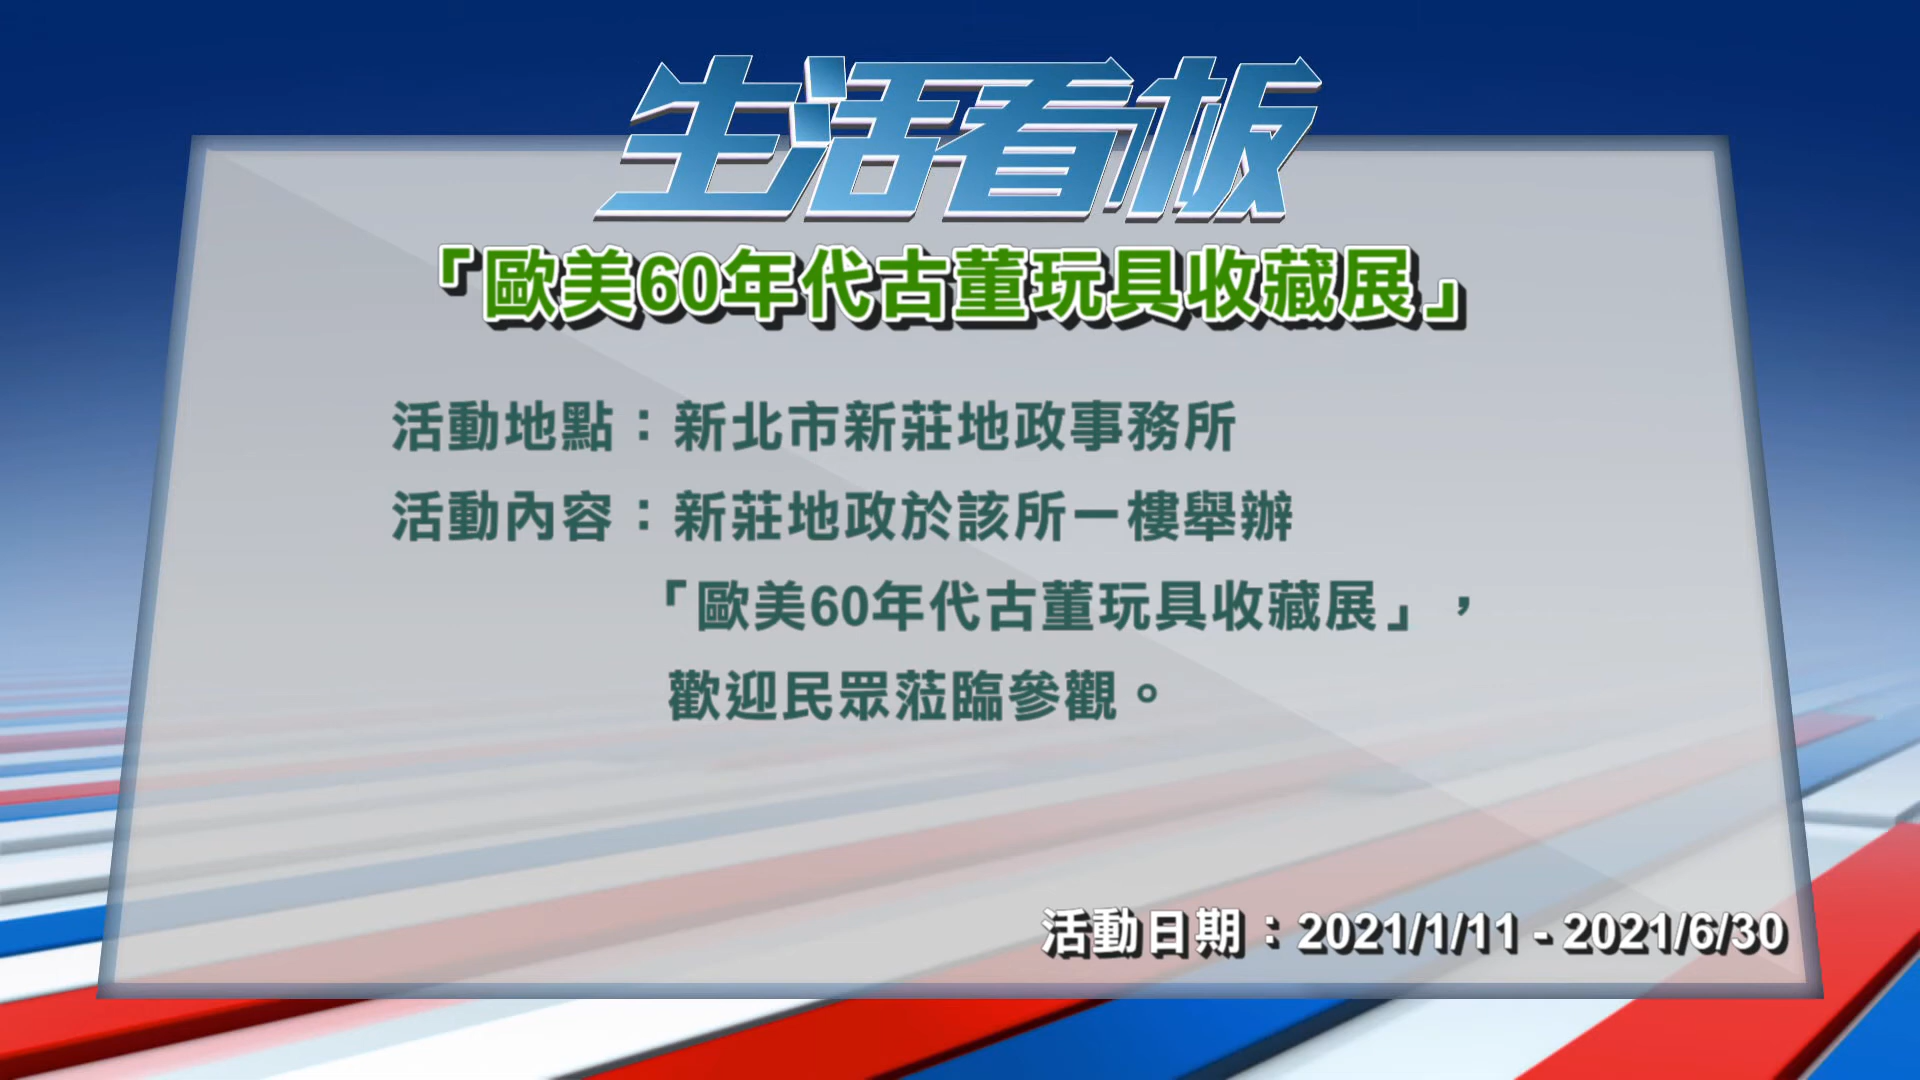 生活看板
「歐美60年代古董玩具收藏展」
活動地點：新北市新莊地政事務所
活動內容：新莊地政於該所一樓舉辦
「歐美60年代古董玩具收藏展」，
歡迎民眾蒞臨參觀。
活動日期：2021/1/11 - 2021/6/30